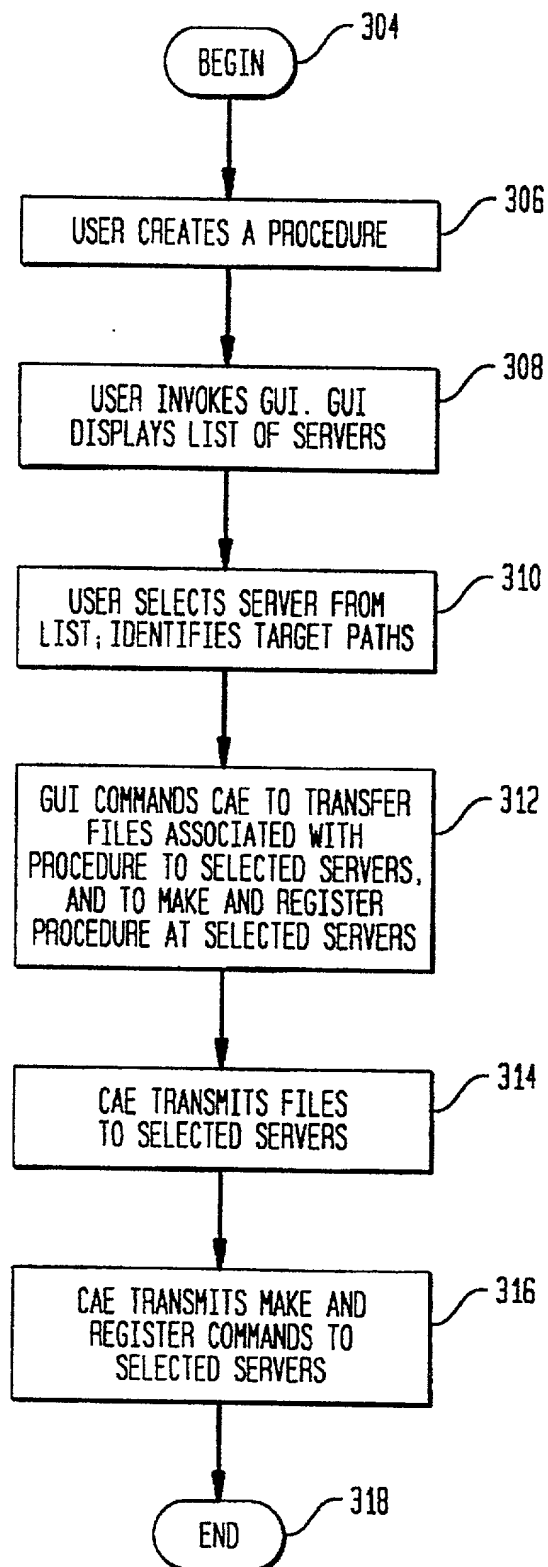 304
BEGIN
306
USER CREATES A PROCEDURE
308
USER INVOKES GUI. GUI
DISPLAYS LIST OF SERVERS
310
USER SELECTS SERVER FROM
LIST; IDENTIFIES TARGET PATHS
312
GUI COMMANDS CAE TO TRANSFER
FILES ASSOCIATED WITH
PROCEDURE TO SELECTED SERVERS,
AND TO MAKE AND REGISTER
PROCEDURE AT SELECTED SERVERS
314
CAE TRANSMITS FILES
TO SELECTED SERVERS
316
CAE TRANSMITS MAKE AND
REGISTER COMMANDS TO
SELECTED SERVERS
318
END